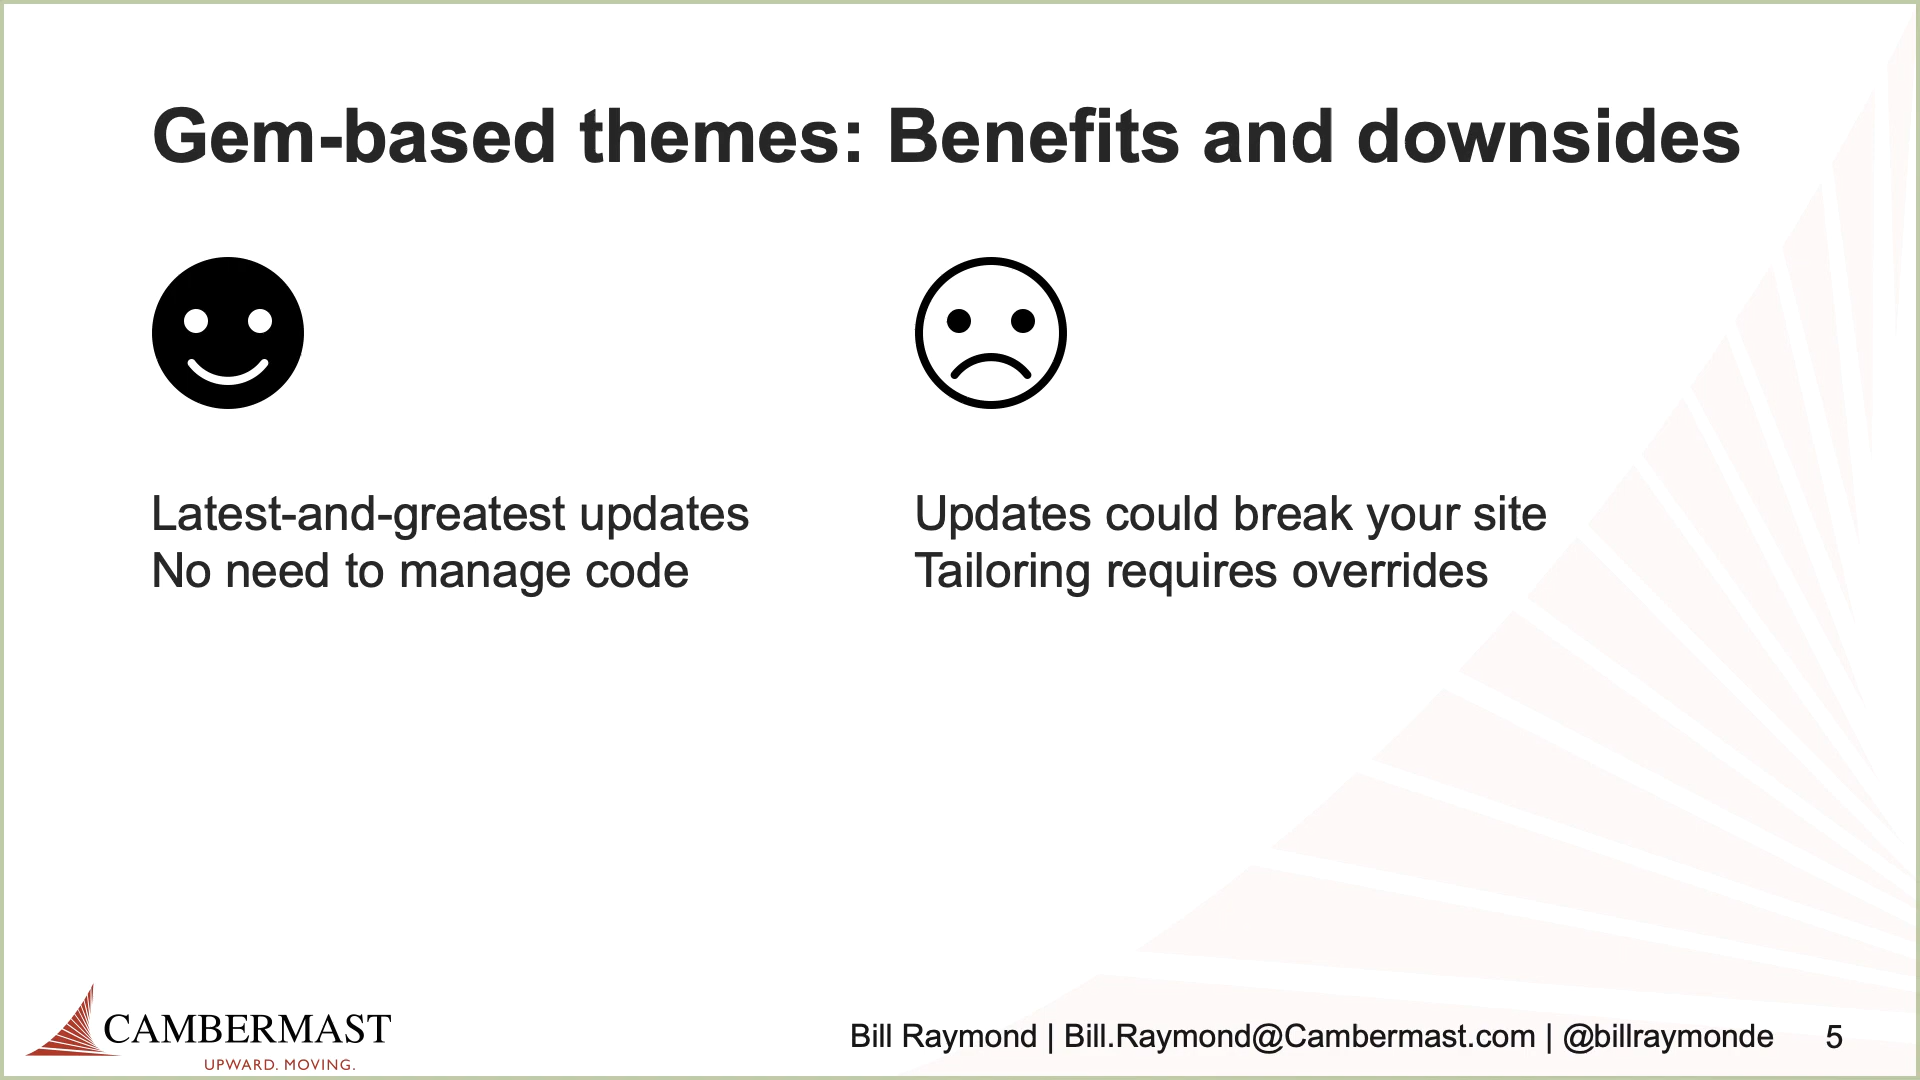 Gem-based themes: Benefits and downsides
Latest-and-greatest updates
No need to manage code
Updates could break your site
Tailoring requires overrides
CAMBERMAST
UPWARD. MOVING.
Bill Raymond | Bill.Raymond@Cambermast.com | @billraymonde
5